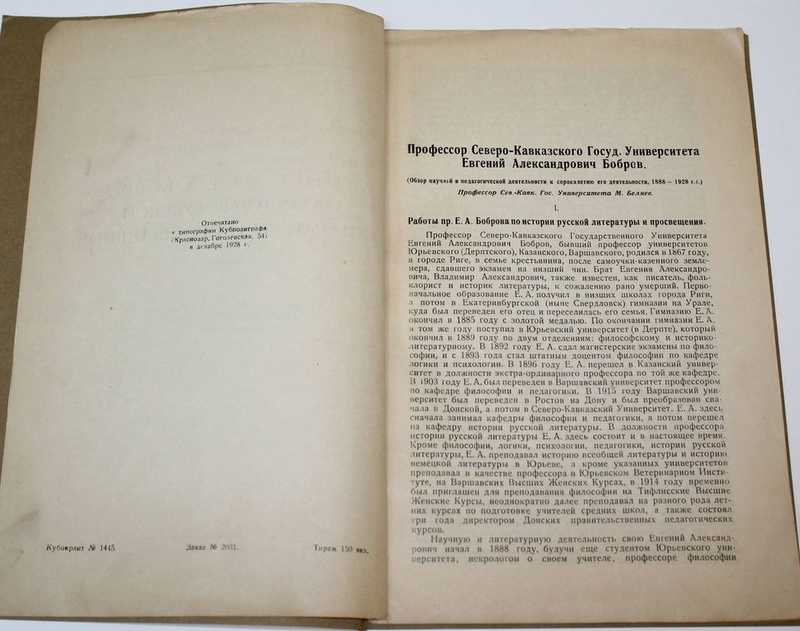 Отпечатано
в типографии Кубполиграфа
(Краснодар, Гоголевская, 54)
в декабре 1928 г.
Кубокрлит № 1445
Заказ № 2031.
Тираж 150 экз.
Профессор Северо-Кавказского Госуд. Университета
Евгений Александрович Бобров.
(Обзор научной и педагогической деятельности к сорокалетию его деятельности, 1888 — 1928 г.г.)
Профессор Сев.-Кавк. Гос. Университета М. Беляев.
I.
Работы пр. Е. А. Боброва по истории русской литературы и просвещения.
Профессор Северо-Кавказского Государственного Университета
Евгений Александрович Бобров, бывший профессор университетов
Юрьевского (Дерптского), Казанского, Варшавского, родился в 1867 году,
в городе Риге, в семье крестьянина, после самоучки-казенного земле-
мера, сдавшего экзамен на низший чин. Брат Евгения Александро-
вича, Владимир Александрович, также известен, как писатель, фоль-
клорист и историк литературы, к сожалению рано умерший. Перво-
начальное образование Е. А. получил в низших школах города Риги,
а потом в Екатеринбургской (ныне Свердловск) гимназии на Урале,
куда был переведен его отец и переселилась его семья. Гимназию Е. А.
окончил в 1885 году с золотой медалью. По окончании гимназии Е. А.
в том же году поступил в Юрьевский университет (в Дерпте), который
окончил в 1889 году по двум отделениям: философскому и историко-
литературному. В 1892 году Е. А. сдал магистерские экзамены по фило-
софии, и с 1893 года стал штатным доцентом философии по кафедре
логики и психологии. В 1896 году Е. А. перешел в Казанский универ-
ситет в должности экстра-ординарного профессора по той же кафедре.
В 1903 году Е. А. был переведен в Варшавский университет профессором
по кафедре философии и педагогики. В 1915 году Варшавский уни-
верситет был переведен в Ростов на Дону и был преобразован сна-
чала в Донской, а потом в Северо-Кавказский Университет. Е. А. здесь
сначала занимал кафедры философии и педагогики, а потом перешел
на кафедру истории русской литературы. В должности профессора
истории русской литературы Е. А. здесь состоит и в настоящее время.
Кроме философии, логики, психологии, педагогики, истории русской
литературы, Е. А. преподавал историю всеобщей литературы и историю
немецкой литературы в Юрьеве, а кроме указанных университетов
преподавал в качестве профессора в Юрьевском Ветеринарном Инсти-
туте, на Варшавских Высших Женских Курсах, в 1914 году временно
был приглашен для преподавания философии на Тифлисские Высшие
Женские Курсы, неоднократно далее преподавал на разного рода лет-
них курсах по подготовке учителей средних школ, а также состоял
три года директором Донских правительственных педагогических
курсов.
Научную и литературную деятельность свою Евгений Александ-
рович начал в 1888 году, будучи еще студентом Юрьевского уни-
верситета, некрологом о своем учителе, профессоре философии